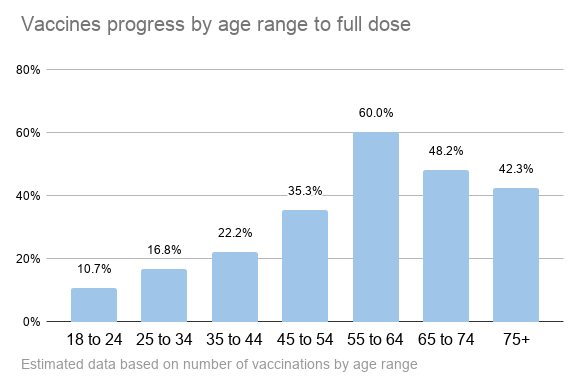 Vaccines progress by age range to full dose
80%
60%
40%
20%
0%
10.7%
16.8%
22.2%
35.3%
60.0%
48.2%
42.3%
18 to 24
25 to 34
35 to 44
45 to 54
55 to 64
65 to 74
75+
Estimated data based on number of vaccinations by age range